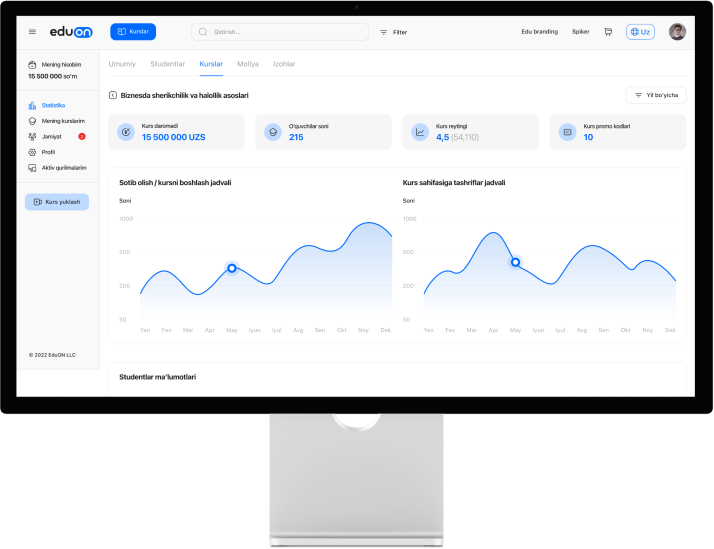 eduon
Kurslar
Qidirish...
Filter
Edu branding
Spiker
Uz
Mening hisobim
15 500 000 so'm
Statistika
Mening kurslarim
Jamiyat
2
Profil
Aktiv qurilmalarim
Kurs yuklash
© 2022 EduON LLC
Umumiy
Studentlar
Kurslar
Moliya
Izohlar
Biznesda sherikchilik va halollik asoslari
Yil bo'yicha
Kurs daromadi
15 500 000 UZS
O'quvchilar soni
215
Kurs reytingi
4,5 (54,110)
Kurs promo kodlari
10
Sotib olish / kursni boshlash jadvali
Soni
1000
500
200
50
Yan Fev Mar Apr May Iyun Iyul Avg Sen Okt Noy Dek
Kurs sahifasiga tashriflar jadvali
Soni
1000
500
200
50
Yan Fev Mar Apr May Iyun Iyul Avg Sen Okt Noy Dek
Studentlar ma'lumotlari